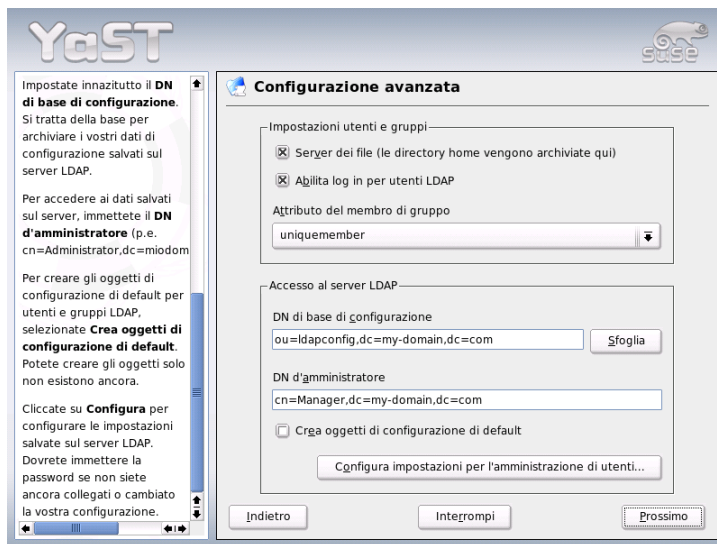 YaST
suse
Impostate innazitutto il DN
di base di configurazione.
Si tratta della base per
archiviare i vostri dati di
configurazione salvati sul
server LDAP.
Per accedere ai dati salvati
sul server, immettete il DN
d'amministratore (p.e.
cn=Administrator,dc=miodom
Per creare gli oggetti di
configurazione di default per
utenti e gruppi LDAP,
selezionate Crea oggetti di
configurazione di default.
Potete creare gli oggetti solo
non esistono ancora.
Cliccate su Configura per
configurare le impostazioni
salvate sul server LDAP.
Dovrete immettere la
password se non siete
ancora collegati o cambiato
la vostra configurazione.
Configurazione avanzata
Impostazioni utenti e gruppi
Server dei file (le directory home vengono archiviate qui)
Abilita log in per utenti LDAP
Attributo del membro di gruppo
uniquemember
Accesso al server LDAP
DN di base di configurazione
ou=ldapconfig,dc=my-domain,dc=com
Sfoglia
DN d'amministratore
cn=Manager,dc=my-domain,dc=com
Crea oggetti di configurazione di default
Configura impostazioni per l'amministrazione di utenti...
Indietro
Interrompi
Prossimo